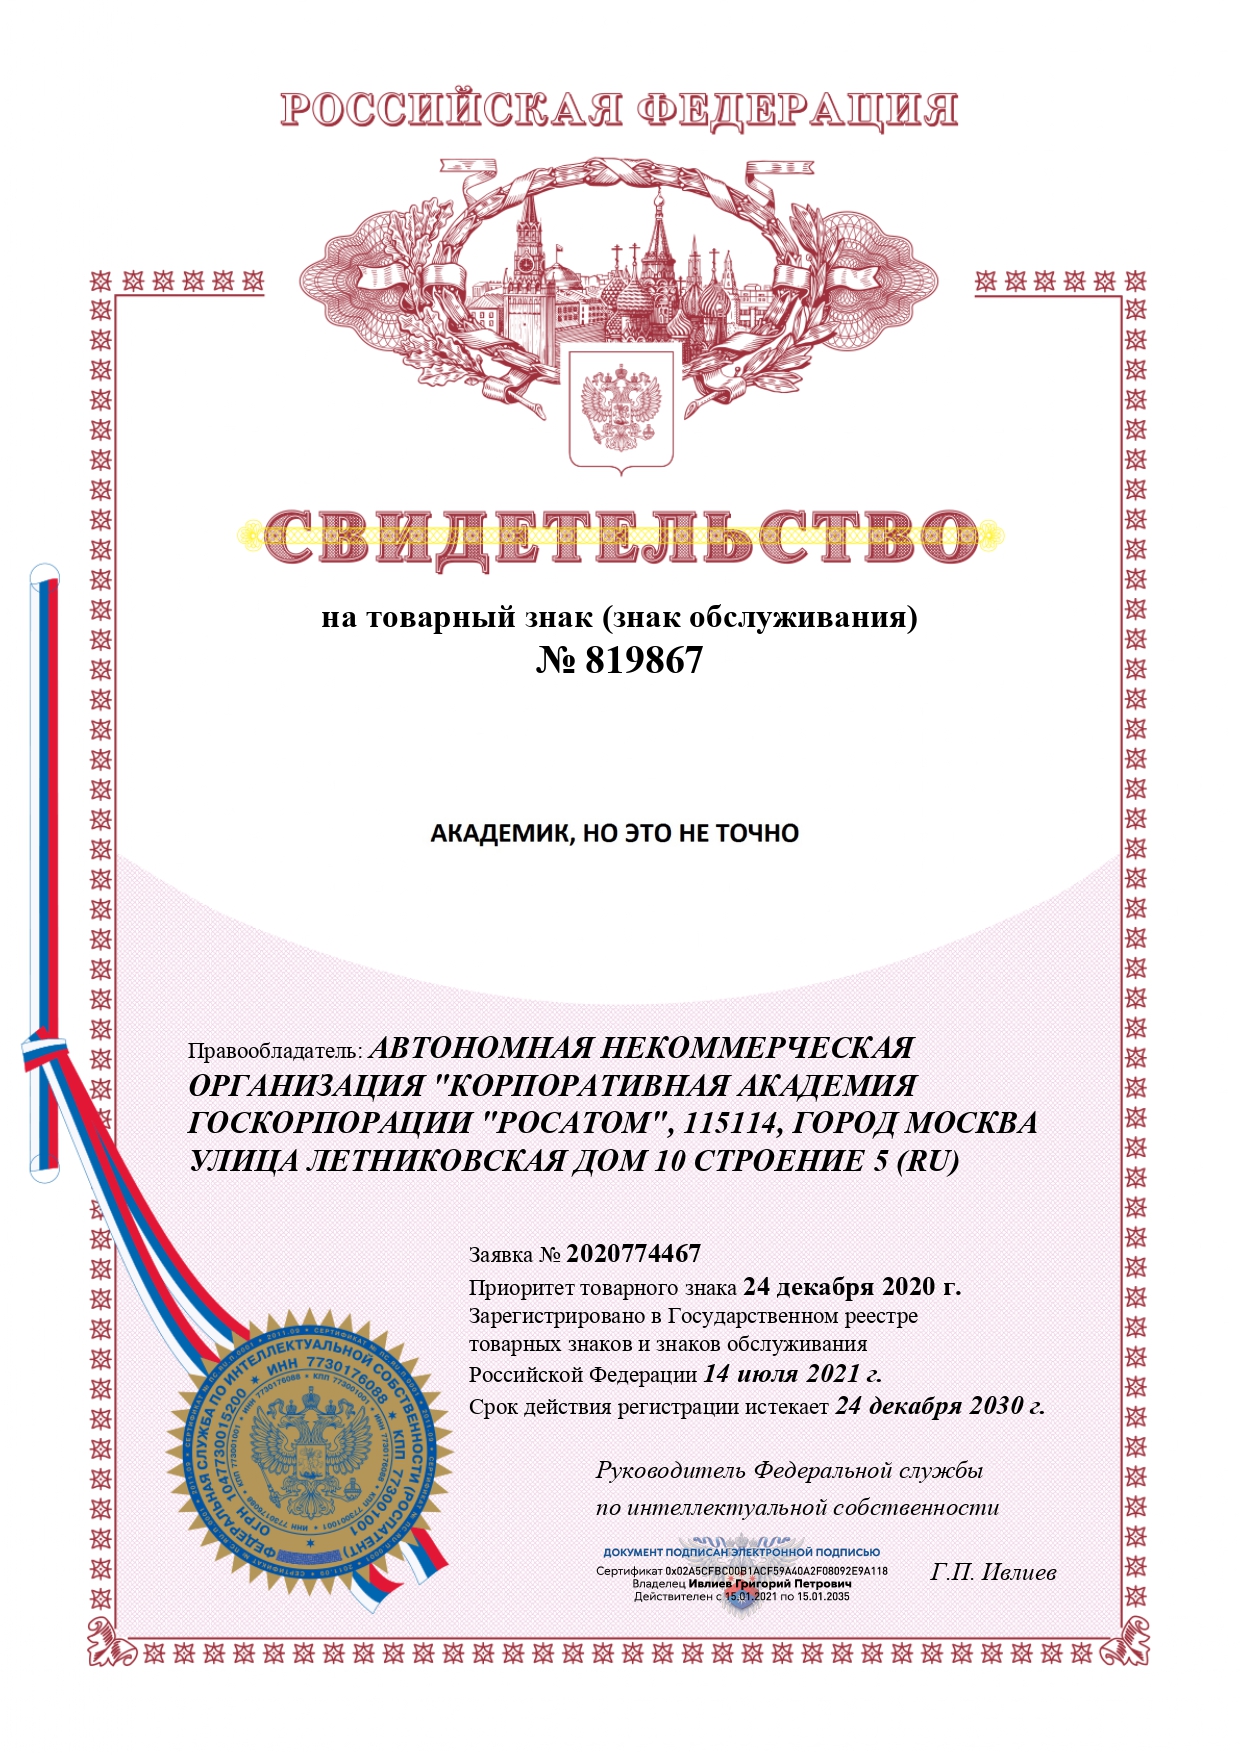 РОССИЙСКАЯ ФЕДЕРАЦИЯ
СВИДЕТЕЛЬСТВО
на товарный знак (знак обслуживания)
№ 819867
АКАДЕМИК, НО ЭТО НЕ ТОЧНО
Правообладатель: АВТОНОМНАЯ НЕКОММЕРЧЕСКАЯ
ОРГАНИЗАЦИЯ "КОРПОРАТИВНАЯ АКАДЕМИЯ
ГОСКОРПОРАЦИИ "РОСАТОМ", 115114, ГОРОД МОСКВА
УЛИЦА ЛЕТНИКОВСКАЯ ДОМ 10 СТРОЕНИЕ 5 (RU)
Заявка № 2020774467
Приоритет товарного знака 24 декабря 2020 г.
Зарегистрировано в Государственном реестре
товарных знаков и знаков обслуживания
Российской Федерации 14 июля 2021 г.
Срок действия регистрации истекает 24 декабря 2030 г.
Руководитель Федеральной службы
по интеллектуальной собственности
ДОКУМЕНТ ПОДПИСАН ЭЛЕКТРОННОЙ ПОДПИСЬЮ
Сертификат 0x02A5CFBC00B1ACF59A40A2F08092E9A118
Владелец Ивлиев Григорий Петрович
Действителен с 15.01.2021 по 15.01.2035
Г.П. Ивлиев
ФЕДЕРАЛЬНАЯ СЛУЖБА ПО ИНТЕЛЛЕКТУАЛЬНОЙ СОБСТВЕННОСТИ (РОСПАТЕНТ)
ОГРН 1047730015200 * ИНН 7730176088 * КПП 773001001 *